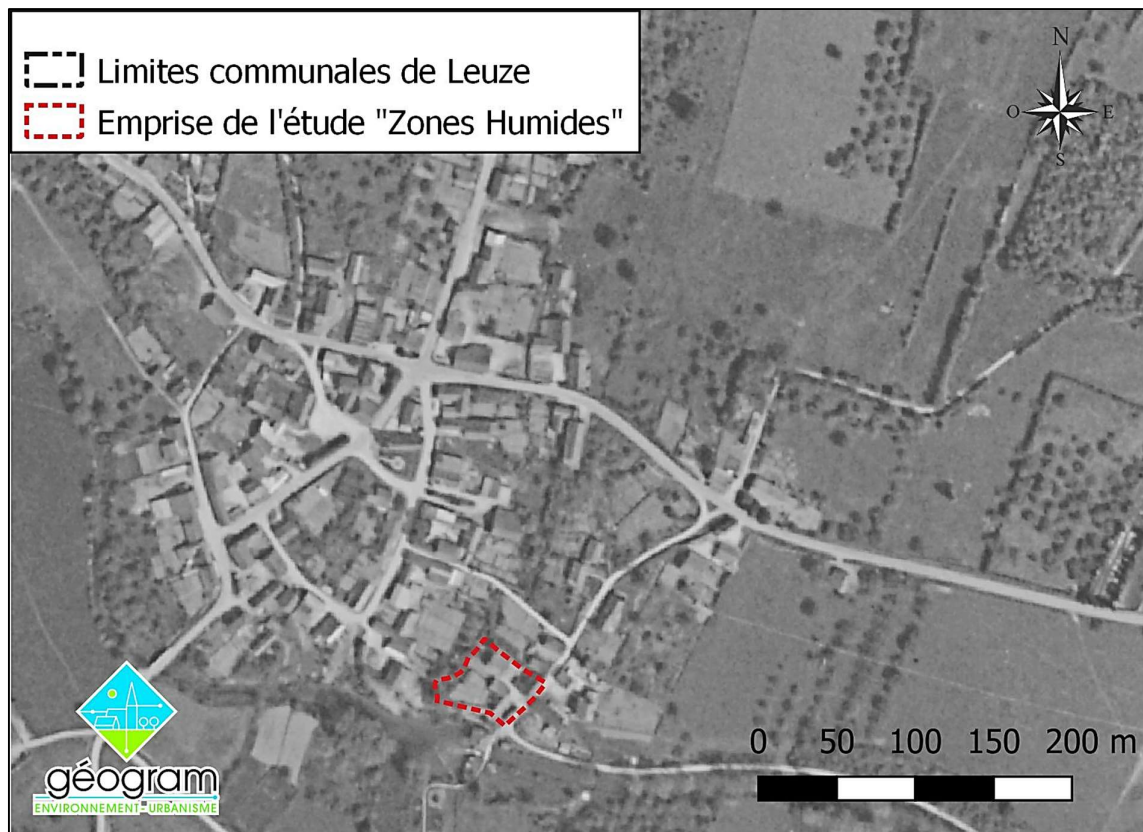 Limites communales de Leuze
Emprise de l'étude "Zones Humides"
N
O
E
S
0 50 100 150 200 m
géogram
ENVIRONNEMENT - URBANISME